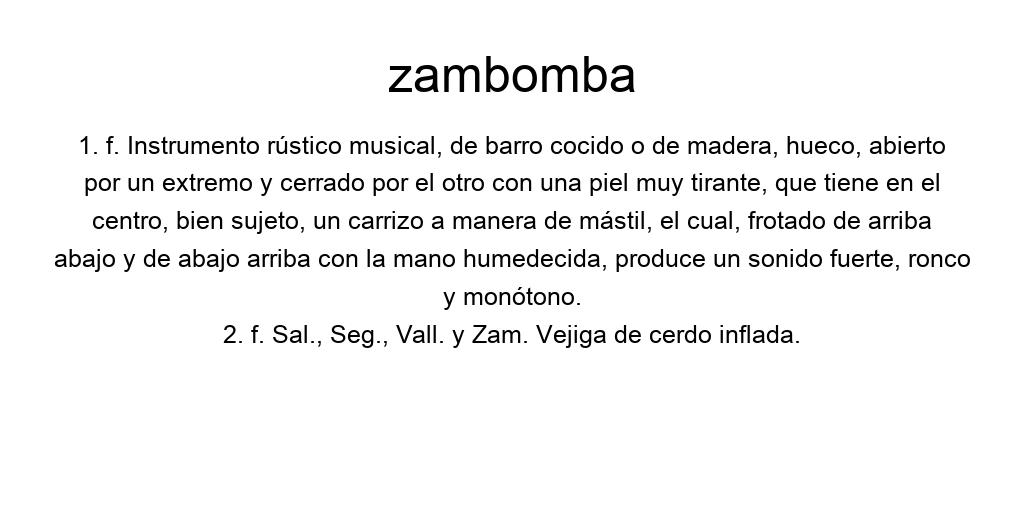 zambomba
1. f. Instrumento rústico musical, de barro cocido o de madera, hueco, abierto
por un extremo y cerrado por el otro con una piel muy tirante, que tiene en el
centro, bien sujeto, un carrizo a manera de mástil, el cual, frotado de arriba
abajo y de abajo arriba con la mano humedecida, produce un sonido fuerte, ronco
y monótono.
2. f. Sal., Seg., Vall. y Zam. Vejiga de cerdo inflada.